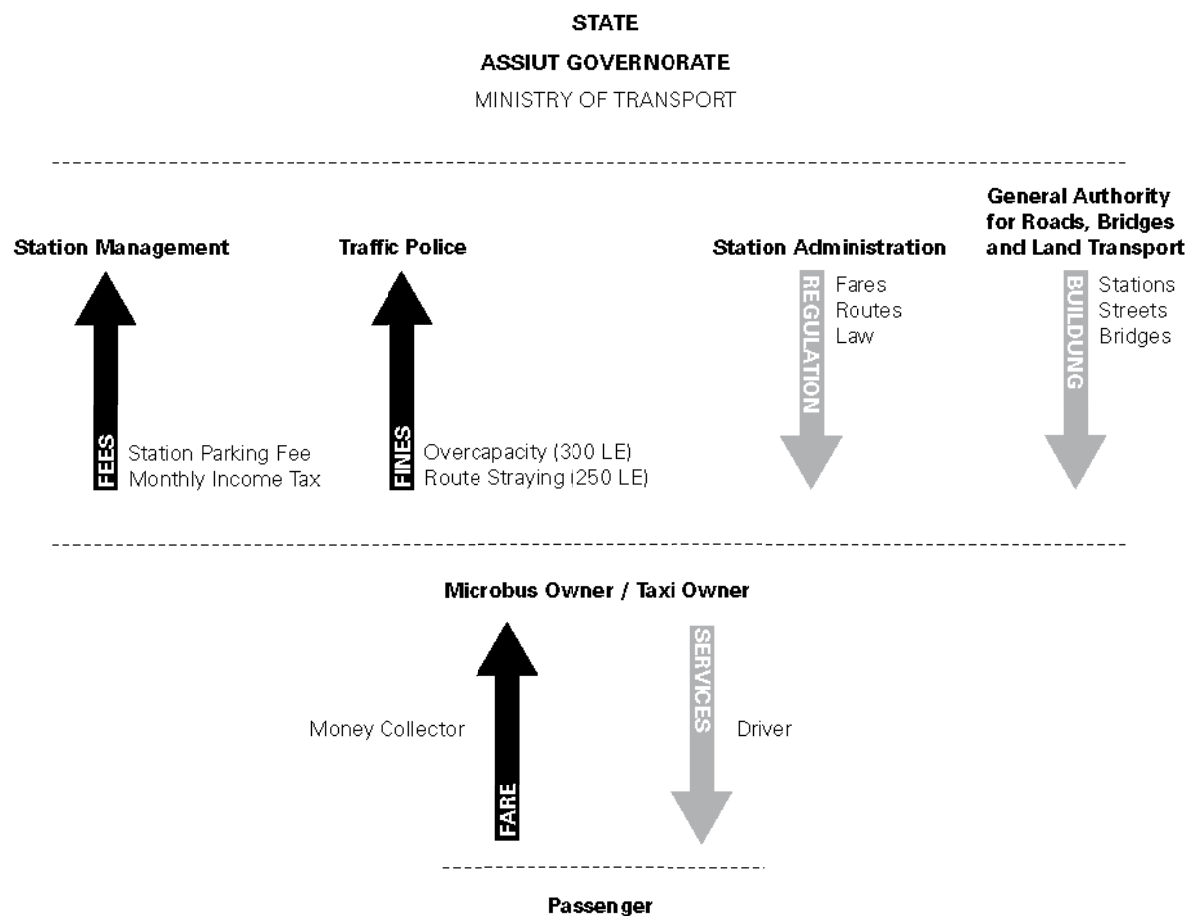 STATE
ASSIUT GOVERNORATE
MINISTRY OF TRANSPORT
Station Management
Traffic Police
Station Administration
General Authority
for Roads, Bridges
and Land Transport
FEES
Station Parking Fee
Monthly Income Tax
FINES
Overcapacity (300 LE)
Route Straying (250 LE)
REGULATION
Fares
Routes
Law
BUILDUNG
Stations
Streets
Bridges
Microbus Owner / Taxi Owner
Money Collector
FARE
SERVICES
Driver
Passenger